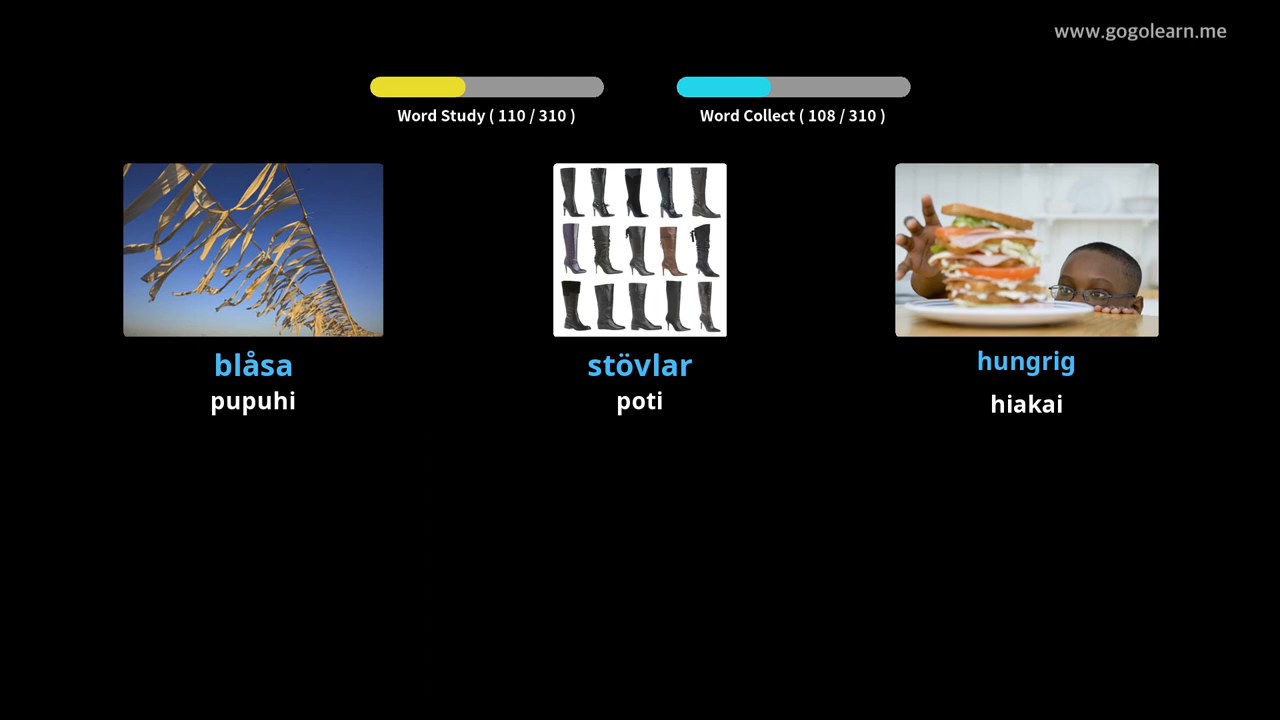 www.gogolearn.me
Word Study ( 110 / 310 )
Word Collect ( 108 / 310 )
blåsa
pupuhi
stövlar
poti
hungrig
hiakai